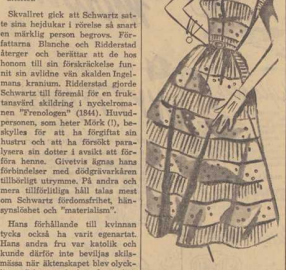 Skvallret gick att Schwartz sat-
te sina hejdukar i rörelse så snart
en märklig person begrovs. För-
fattarna Blanche och Ridderstad
återger och berättar att de hos
honom till sin förskräckelse fun-
nit sin avlidne vän skalden Ingel-
mans kranium. Ridderstad gjorde
Schwartz till föremål för en fruk-
tansvärd skildring i nyckelroma-
nen "Frenologen" (1844). Huvud-
personen, som heter Mörk (!), be-
skylles för att ha förgiftat sin
hustru och att ha försökt para-
lysera sin dotter i avsikt att för-
föra henne. Givetvis ägnas hans
förbindelser med dödgrävarkåren
tillbörligt utrymme. På andra och
mera tillförlitliga håll talas mest
om Schwartz fördomsfrihet, hän-
synslöshet och "materialism".
Hans förhållande till kvinnan
tycks också ha varit egenartat.
Hans andra fru var katolik och
kunde därför inte beviljas skils-
mässa när äktenskapet blev olyck-